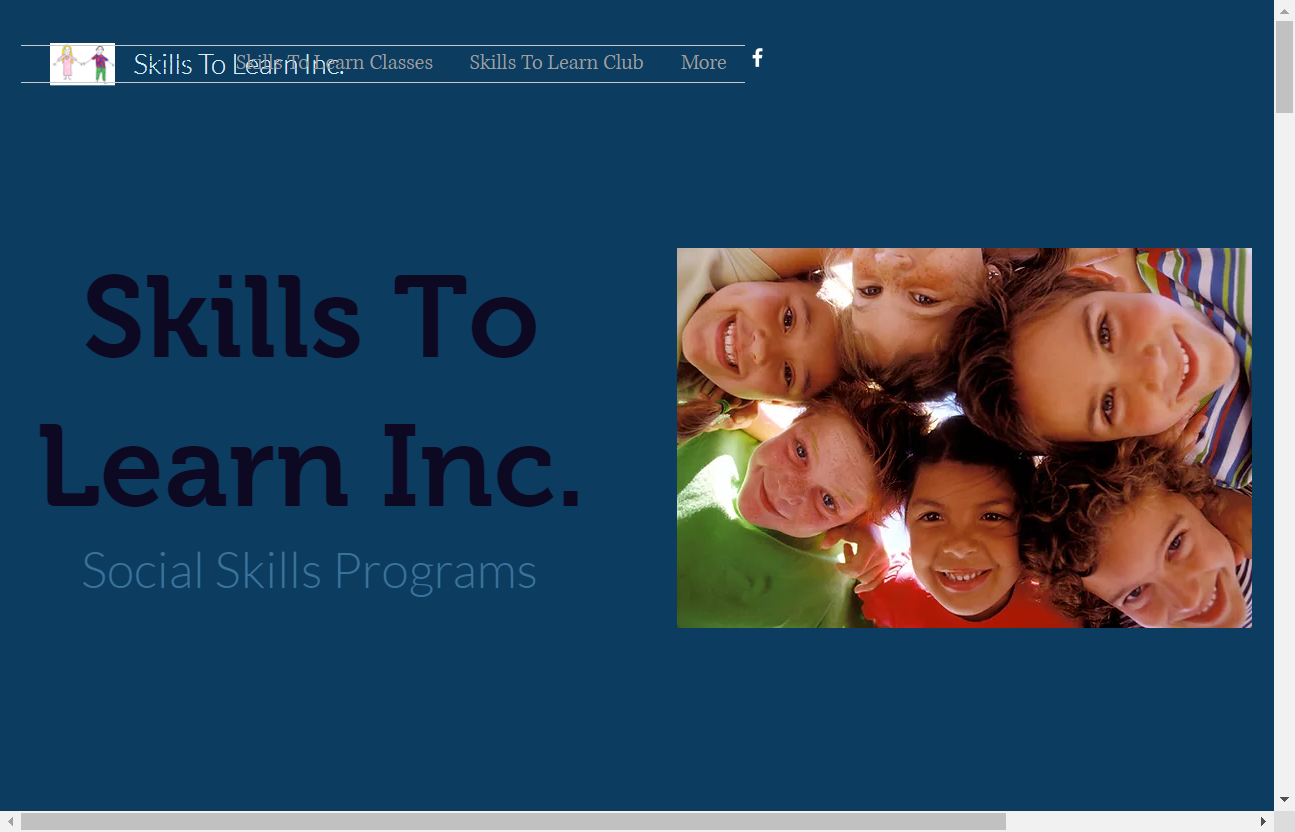 Skills To Learn Inc.
Skills To Learn Classes
Skills To Learn Club
More
Skills To
Learn Inc.
Social Skills Programs